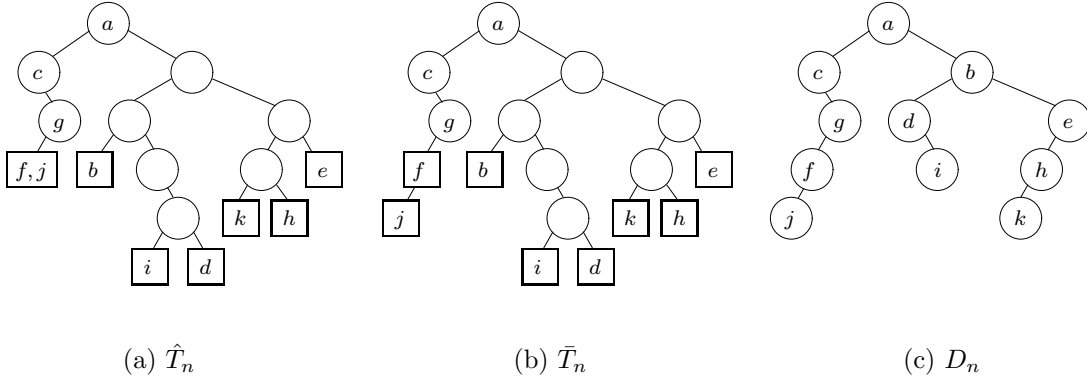 a a a
c c c b
g g g d e
f, j b e f b e f i h
k h j k h j k
i d i d
(a) T̂ₙ (b) T̄ₙ (c) Dₙ